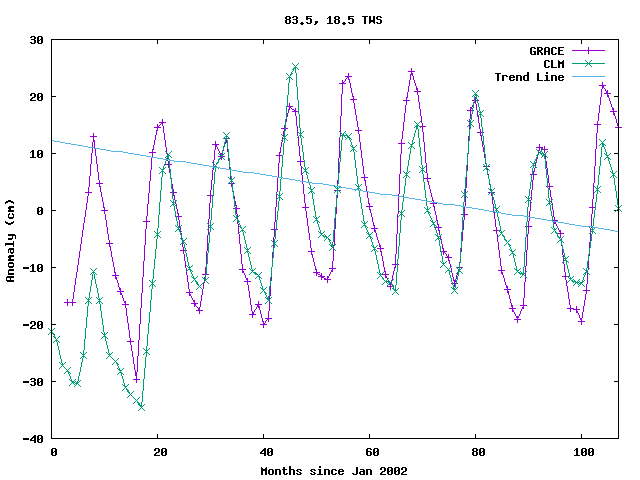 83.5, 18.5 TWS
GRACE
CLM
Trend Line
30
20
10
0
-10
-20
-30
-40
Anomaly (cm)
0 20 40 60 80 100
Months since Jan 2002